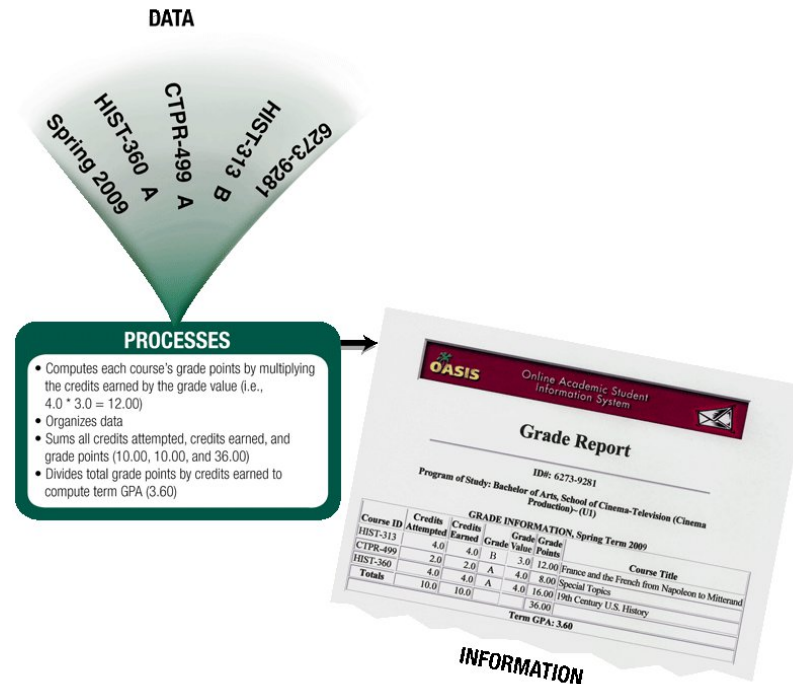 DATA
Spring 2009
HIST-360 A
CTPR-499 A
HIST-313 B
6273-9281
PROCESSES
• Computes each course's grade points by multiplying
the credits earned by the grade value (i.e.,
4.0 * 3.0 = 12.00)
• Organizes data
• Sums all credits attempted, credits earned, and
grade points (10.00, 10.00, and 36.00)
• Divides total grade points by credits earned to
compute term GPA (3.60)
OASIS
Online Academic Student
Information System
Grade Report
ID#: 6273-9281
Program of Study: Bachelor of Arts, School of Cinema-Television (Cinema
Production)– (U1)
GRADE INFORMATION, Spring Term 2009
Course ID Credits Attempted Credits Earned Grade Grade Value Grade Points Course Title
HIST-313 4.0 4.0 B 3.0 12.00 France and the French from Napoleon to Mitterand
CTPR-499 2.0 2.0 A 4.0 8.00 Special Topics
HIST-360 4.0 4.0 A 4.0 16.00 19th Century U.S. History
Totals 10.0 10.0 36.00
Term GPA: 3.60
INFORMATION